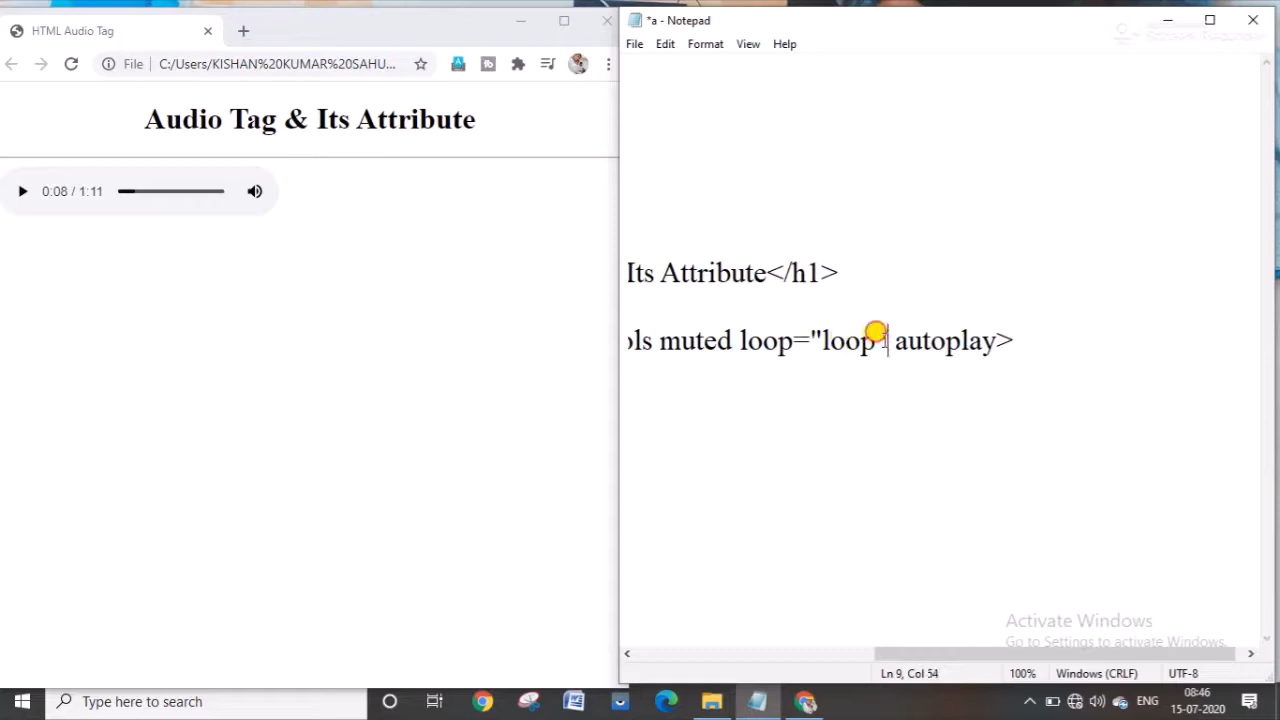 HTML Audio Tag
*a - Notepad
File Edit Format View Help
File C:/Users/KISHAN%20KUMAR%20SAHU...
Audio Tag & Its Attribute
0:08 / 1:11
Its Attribute</h1>
ols muted loop="loop autoplay>
Activate Windows
Go to Settings to activate Windows.
Ln 9, Col 54 100% Windows (CRLF) UTF-8
Type here to search
ENG
08:46
15-07-2020